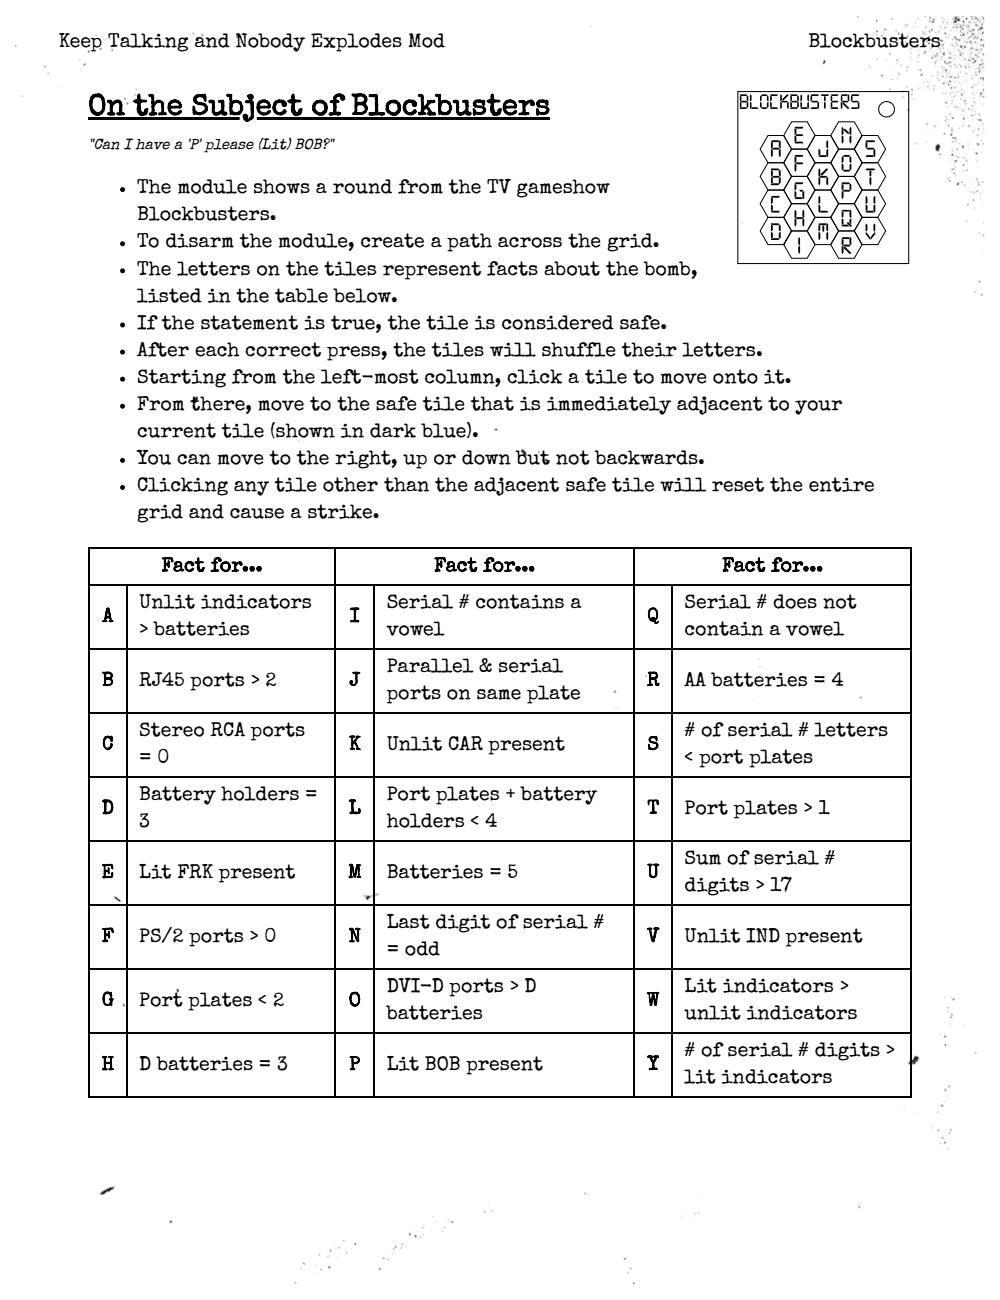 Keep Talking and Nobody Explodes Mod
Blockbusters
On the Subject of Blockbusters
"Can I have a 'P' please (Lit) BOB?"
• The module shows a round from the TV gameshow
Blockbusters.
• To disarm the module, create a path across the grid.
• The letters on the tiles represent facts about the bomb,
listed in the table below.
• If the statement is true, the tile is considered safe.
• After each correct press, the tiles will shuffle their letters.
• Starting from the left-most column, click a tile to move onto it.
• From there, move to the safe tile that is immediately adjacent to your
current tile (shown in dark blue).
• You can move to the right, up or down but not backwards.
• Clicking any tile other than the adjacent safe tile will reset the entire
grid and cause a strike.
BLOCKBUSTERS
E N
A J S
F O
B K T
G P
C L U
H Q
D M V
I R
Fact for... Fact for... Fact for...
A Unlit indicators
> batteries
I Serial # contains a
vowel
Q Serial # does not
contain a vowel
B RJ45 ports > 2
J Parallel & serial
ports on same plate
R AA batteries = 4
C Stereo RCA ports
= 0
K Unlit CAR present
S # of serial # letters
< port plates
D Battery holders =
3
L Port plates + battery
holders < 4
T Port plates > 1
E Lit FRK present
M Batteries = 5
U Sum of serial #
digits > 17
F PS/2 ports > 0
N Last digit of serial #
= odd
V Unlit IND present
G Port plates < 2
O DVI-D ports > D
batteries
W Lit indicators >
unlit indicators
H D batteries = 3
P Lit BOB present
Y # of serial # digits >
lit indicators